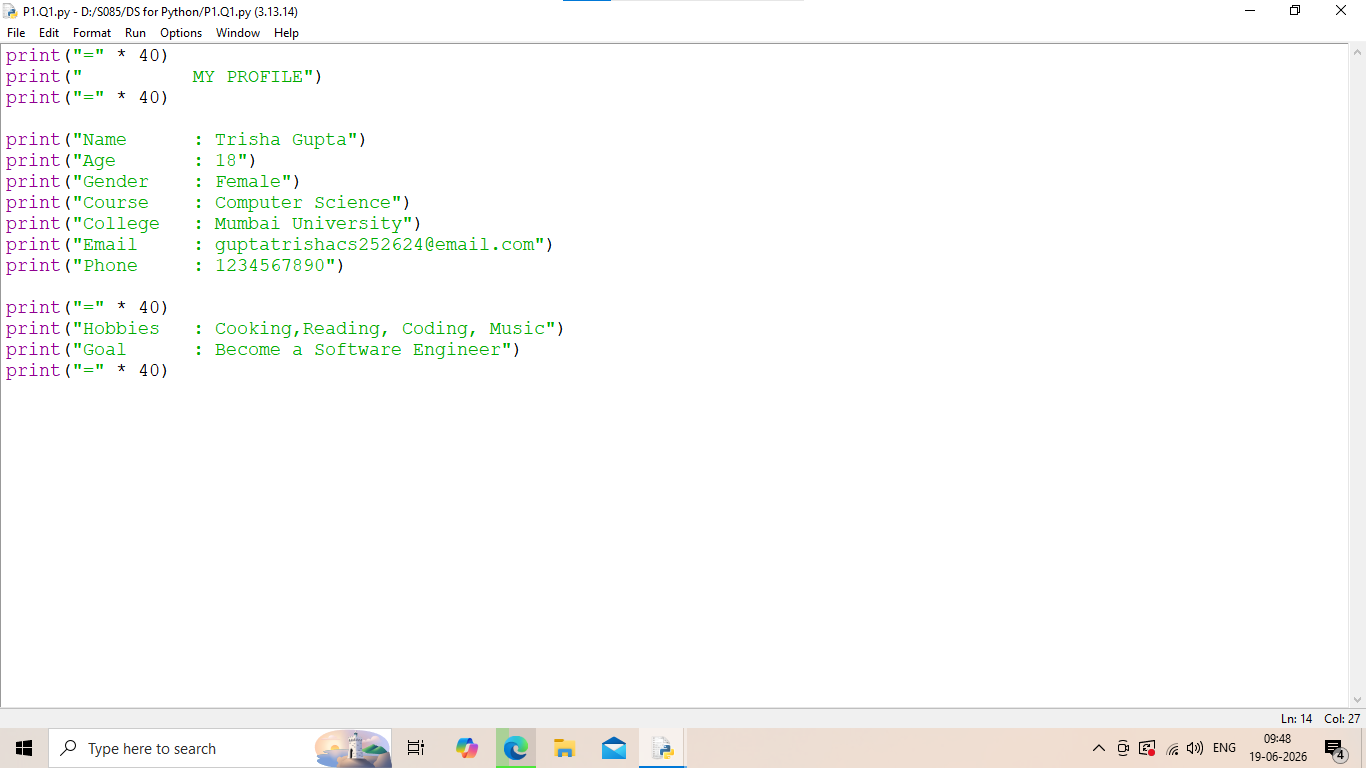 P1.Q1.py - D:/S085/DS for Python/P1.Q1.py (3.13.14)
File Edit Format Run Options Window Help
print("=" * 40)
print("          MY PROFILE")
print("=" * 40)

print("Name      : Trisha Gupta")
print("Age       : 18")
print("Gender    : Female")
print("Course    : Computer Science")
print("College   : Mumbai University")
print("Email     : guptatrishacs252624@email.com")
print("Phone     : 1234567890")

print("=" * 40)
print("Hobbies   : Cooking,Reading, Coding, Music")
print("Goal      : Become a Software Engineer")
print("=" * 40)
Ln: 14 Col: 27
Type here to search
ENG
09:48
19-06-2026
4